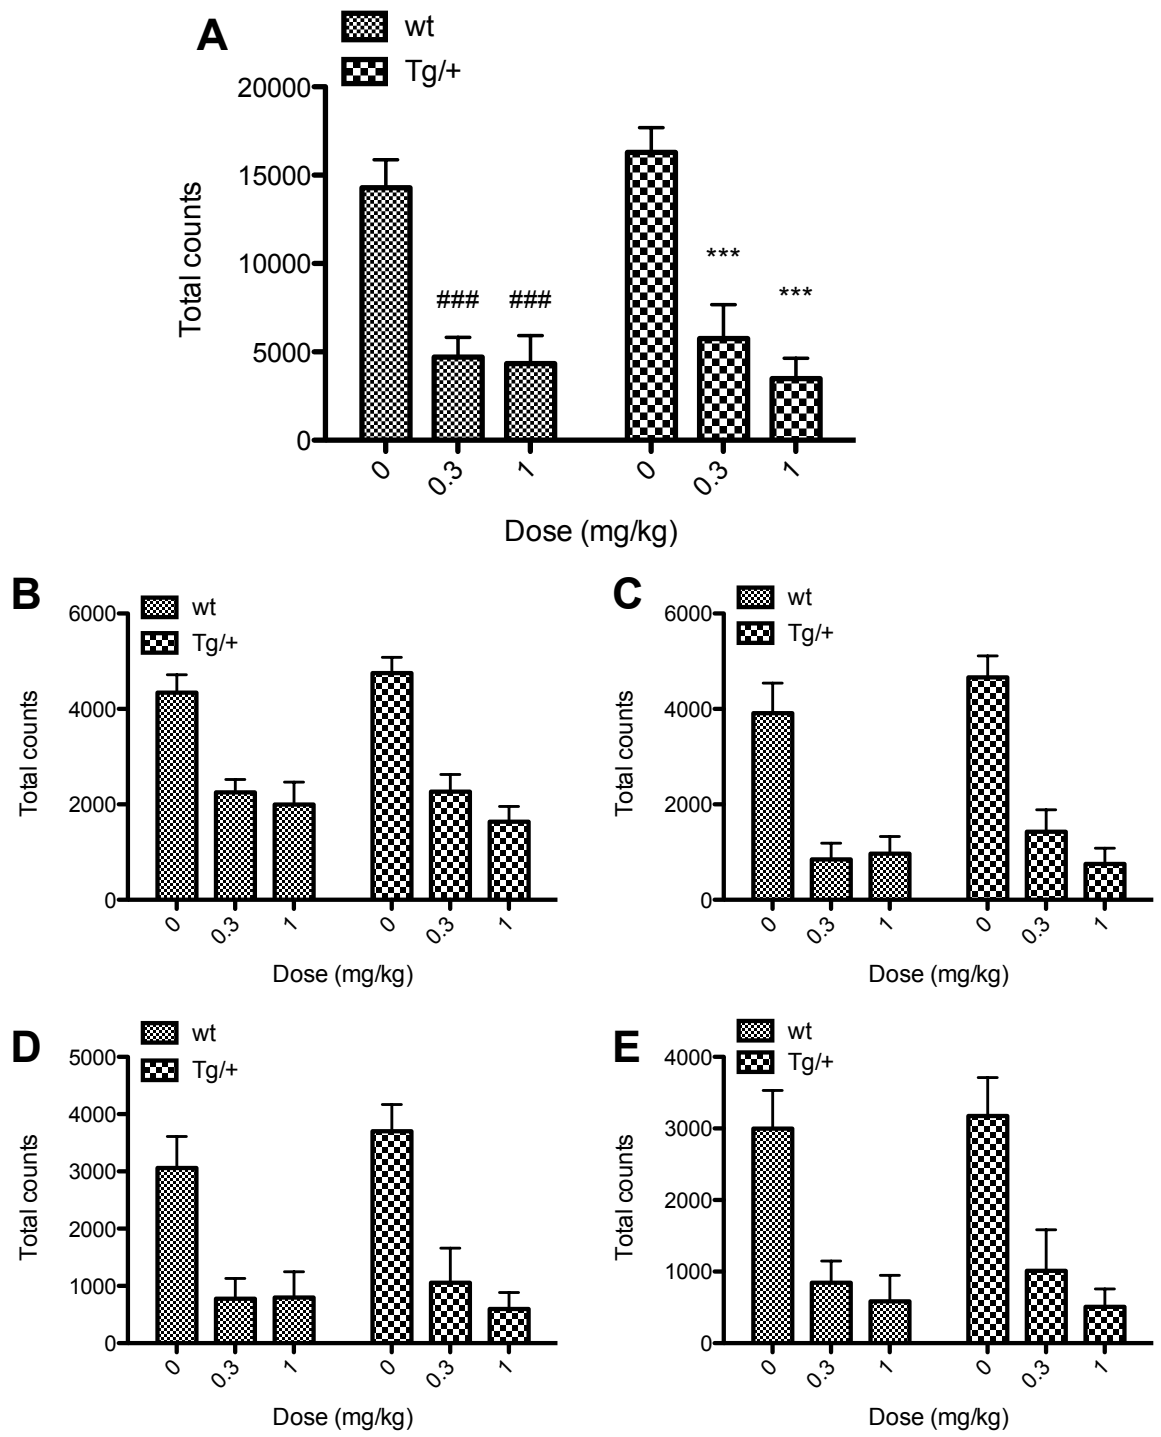 A
wt
Tg/+
20000
15000
10000
5000
0
Total counts
### ### *** ***
0 0.3 1 0 0.3 1
Dose (mg/kg)
B
wt
Tg/+
6000
4000
2000
0
Total counts
0 0.3 1 0 0.3 1
Dose (mg/kg)
C
wt
Tg/+
6000
4000
2000
0
Total counts
0 0.3 1 0 0.3 1
Dose (mg/kg)
D
wt
Tg/+
5000
4000
3000
2000
1000
0
Total counts
0 0.3 1 0 0.3 1
Dose (mg/kg)
E
wt
Tg/+
4000
3000
2000
1000
0
Total counts
0 0.3 1 0 0.3 1
Dose (mg/kg)